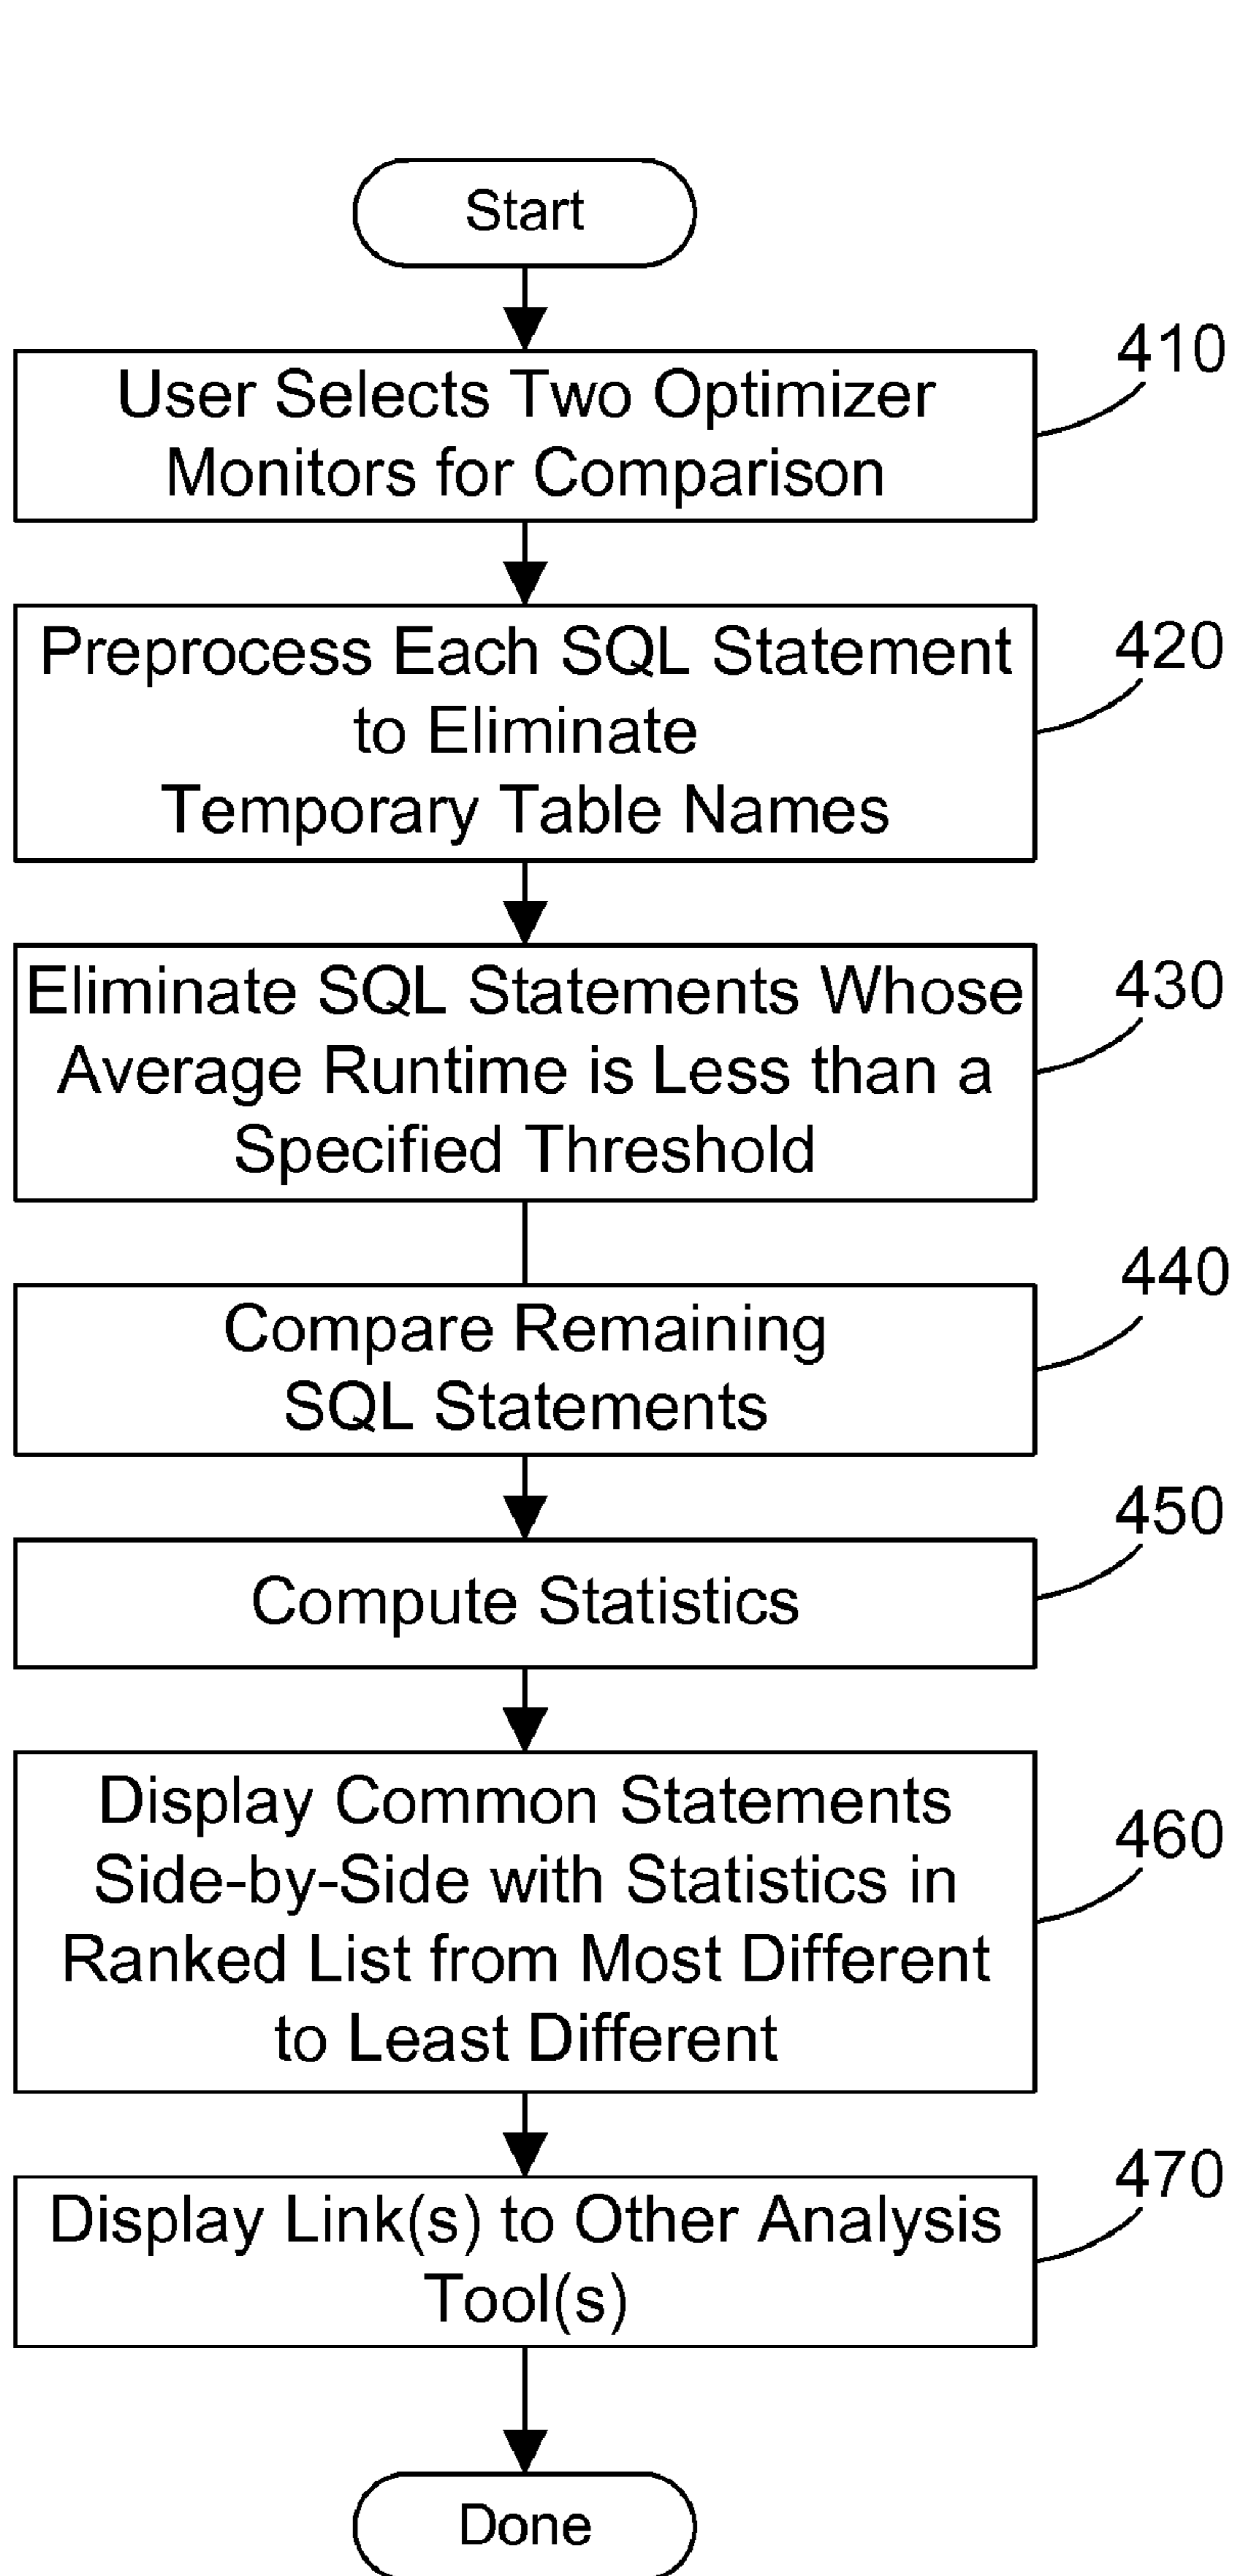 Start
410
User Selects Two Optimizer
Monitors for Comparison
420
Preprocess Each SQL Statement
to Eliminate
Temporary Table Names
430
Eliminate SQL Statements Whose
Average Runtime is Less than a
Specified Threshold
440
Compare Remaining
SQL Statements
450
Compute Statistics
460
Display Common Statements
Side-by-Side with Statistics in
Ranked List from Most Different
to Least Different
470
Display Link(s) to Other Analysis
Tool(s)
Done